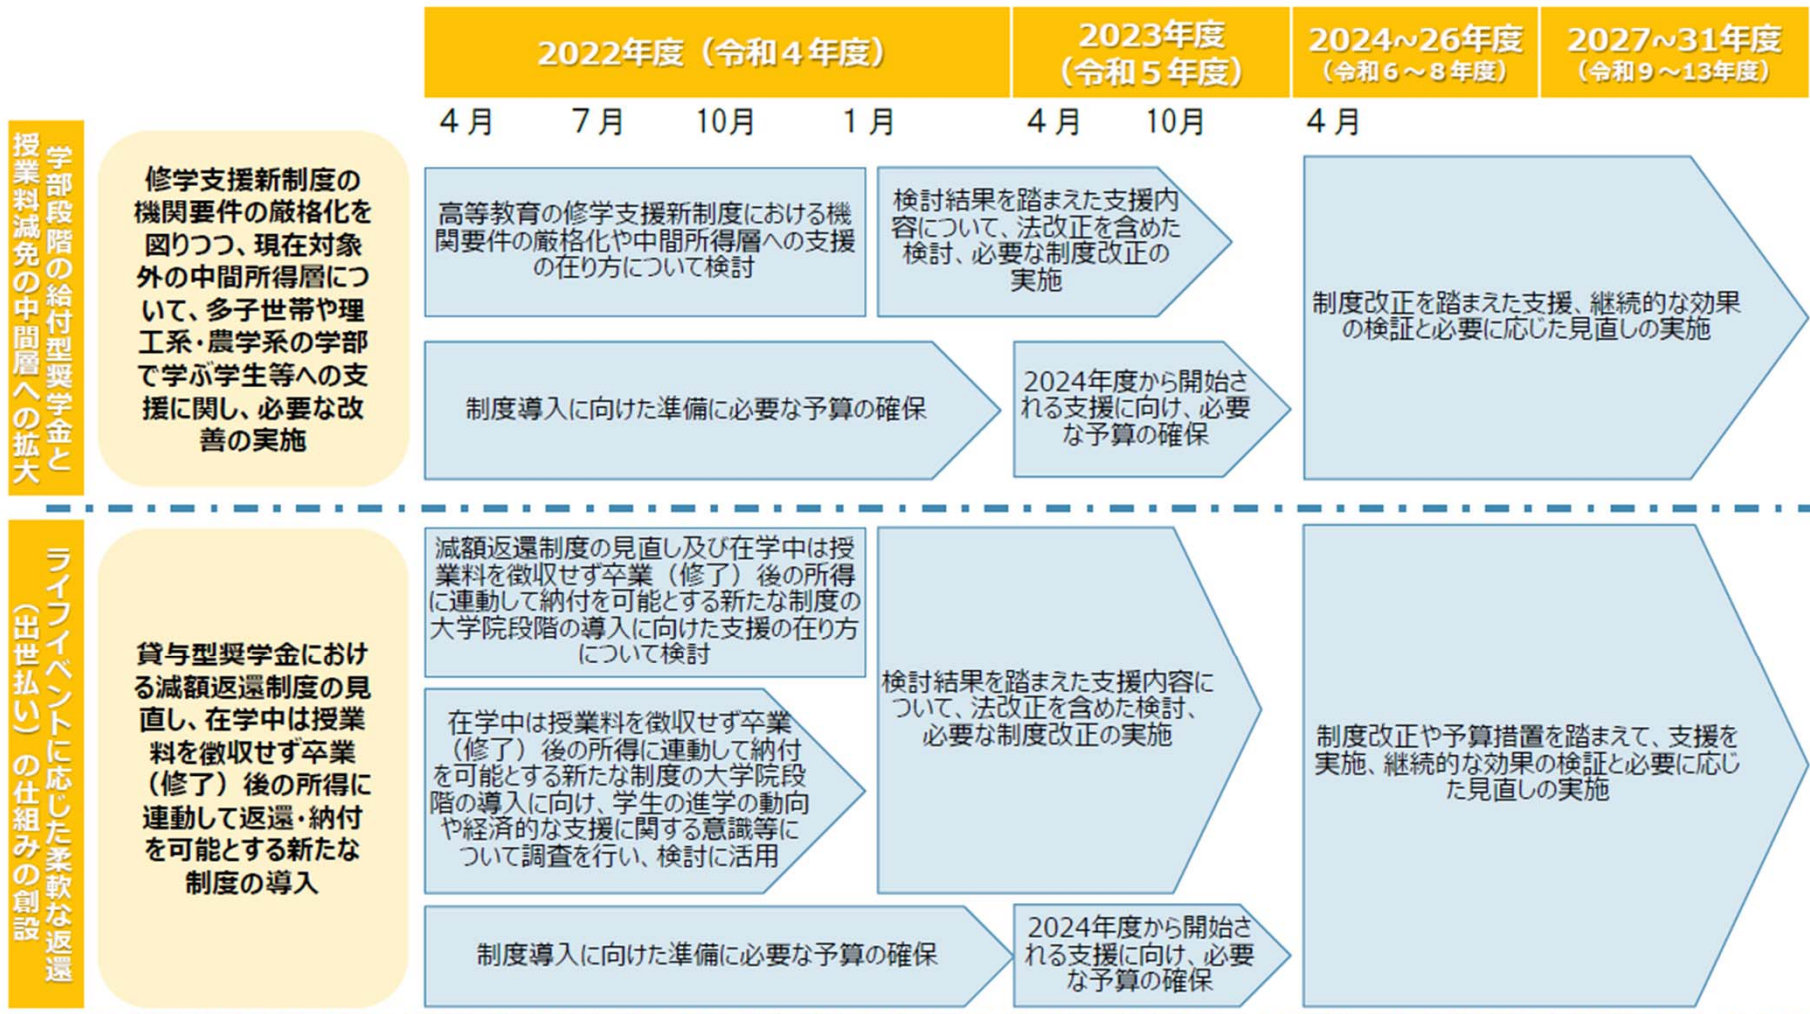 2022年度（令和４年度）
2023年度
（令和５年度）
2024~26年度
（令和６～８年度）
2027~31年度
（令和９～13年度）
４月
７月
10月
１月
４月
10月
４月
学部段階の給付型奨学金と
授業料減免の中間層への拡大
修学支援新制度の
機関要件の厳格化を
図りつつ、現在対象
外の中間所得層につ
いて、多子世帯や理
工系・農学系の学部
で学ぶ学生等への支
援に関し、必要な改
善の実施
高等教育の修学支援新制度における機
関要件の厳格化や中間所得層への支援
の在り方について検討
検討結果を踏まえた支援内
容について、法改正を含めた
検討、必要な制度改正の
実施
制度導入に向けた準備に必要な予算の確保
2024年度から開始さ
れる支援に向け、必要
な予算の確保
制度改正を踏まえた支援、継続的な効果
の検証と必要に応じた見直しの実施
ライフイベントに応じた柔軟な返還
（出世払い）の仕組みの創設
貸与型奨学金におけ
る減額返還制度の見
直し、在学中は授業
料を徴収せず卒業
（修了）後の所得に
連動して返還・納付
を可能とする新たな
制度の導入
減額返還制度の見直し及び在学中は授
業料を徴収せず卒業（修了）後の所得
に連動して納付を可能とする新たな制度の
大学院段階の導入に向けた支援の在り方
について検討
在学中は授業料を徴収せず卒業
（修了）後の所得に連動して納付
を可能とする新たな制度の大学院段
階の導入に向け、学生の進学の動向
や経済的な支援に関する意識等に
ついて調査を行い、検討に活用
検討結果を踏まえた支援内容に
ついて、法改正を含めた検討、
必要な制度改正の実施
制度導入に向けた準備に必要な予算の確保
2024年度から開始さ
れる支援に向け、必要
な予算の確保
制度改正や予算措置を踏まえて、支援を
実施、継続的な効果の検証と必要に応じ
た見直しの実施